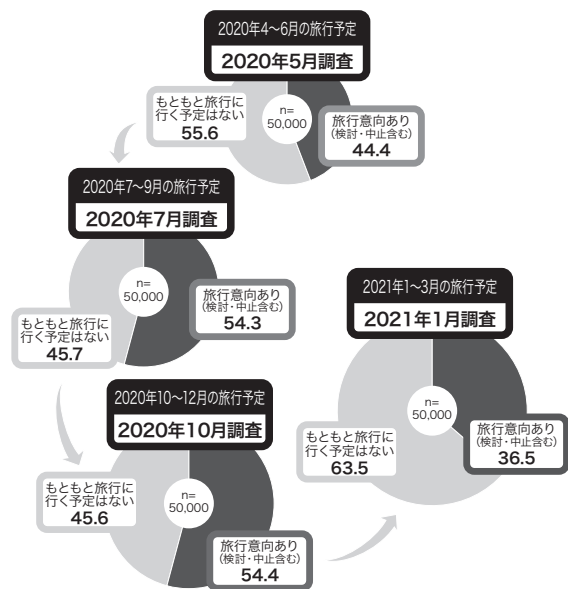 2020年4〜6月の旅行予定
2020年5月調査
もともと旅行に
行く予定はない
55.6
n=
50,000
旅行意向あり
(検討・中止含む)
44.4
2020年7〜9月の旅行予定
2020年7月調査
もともと旅行に
行く予定はない
45.7
n=
50,000
旅行意向あり
(検討・中止含む)
54.3
2020年10〜12月の旅行予定
2020年10月調査
もともと旅行に
行く予定はない
45.6
n=
50,000
旅行意向あり
(検討・中止含む)
54.4
2021年1〜3月の旅行予定
2021年1月調査
もともと旅行に
行く予定はない
63.5
n=
50,000
旅行意向あり
(検討・中止含む)
36.5